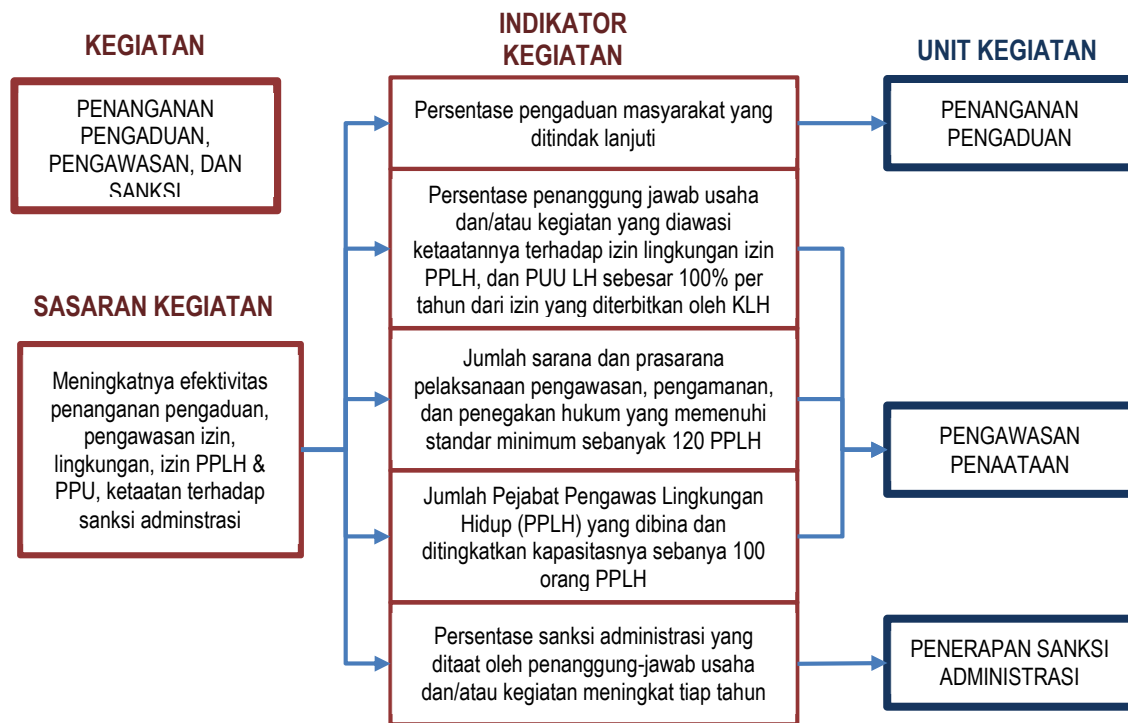 KEGIATAN
PENANGANAN
PENGADUAN,
PENGAWASAN, DAN
SANKSI
SASARAN KEGIATAN
Meningkatnya efektivitas
penanganan pengaduan,
pengawasan izin,
lingkungan, izin PPLH &
PPU, ketaatan terhadap
sanksi adminstrasi
INDIKATOR
KEGIATAN
Persentase pengaduan masyarakat yang
ditindak lanjuti
Persentase penanggung jawab usaha
dan/atau kegiatan yang diawasi
ketaatannya terhadap izin lingkungan izin
PPLH, dan PUU LH sebesar 100% per
tahun dari izin yang diterbitkan oleh KLH
Jumlah sarana dan prasarana
pelaksanaan pengawasan, pengamanan,
dan penegakan hukum yang memenuhi
standar minimum sebanyak 120 PPLH
Jumlah Pejabat Pengawas Lingkungan
Hidup (PPLH) yang dibina dan
ditingkatkan kapasitasnya sebanya 100
orang PPLH
Persentase sanksi administrasi yang
ditaat oleh penanggung-jawab usaha
dan/atau kegiatan meningkat tiap tahun
UNIT KEGIATAN
PENANGANAN
PENGADUAN
PENGAWASAN
PENAATAAN
PENERAPAN SANKSI
ADMINISTRASI